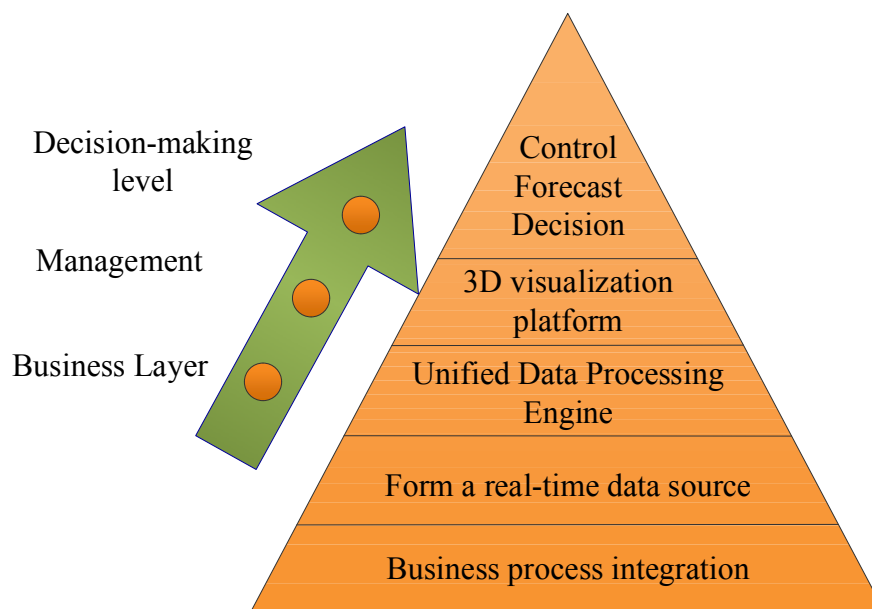 Decision-making
level
Management
Business Layer
Control
Forecast
Decision
3D visualization
platform
Unified Data Processing
Engine
Form a real-time data source
Business process integration